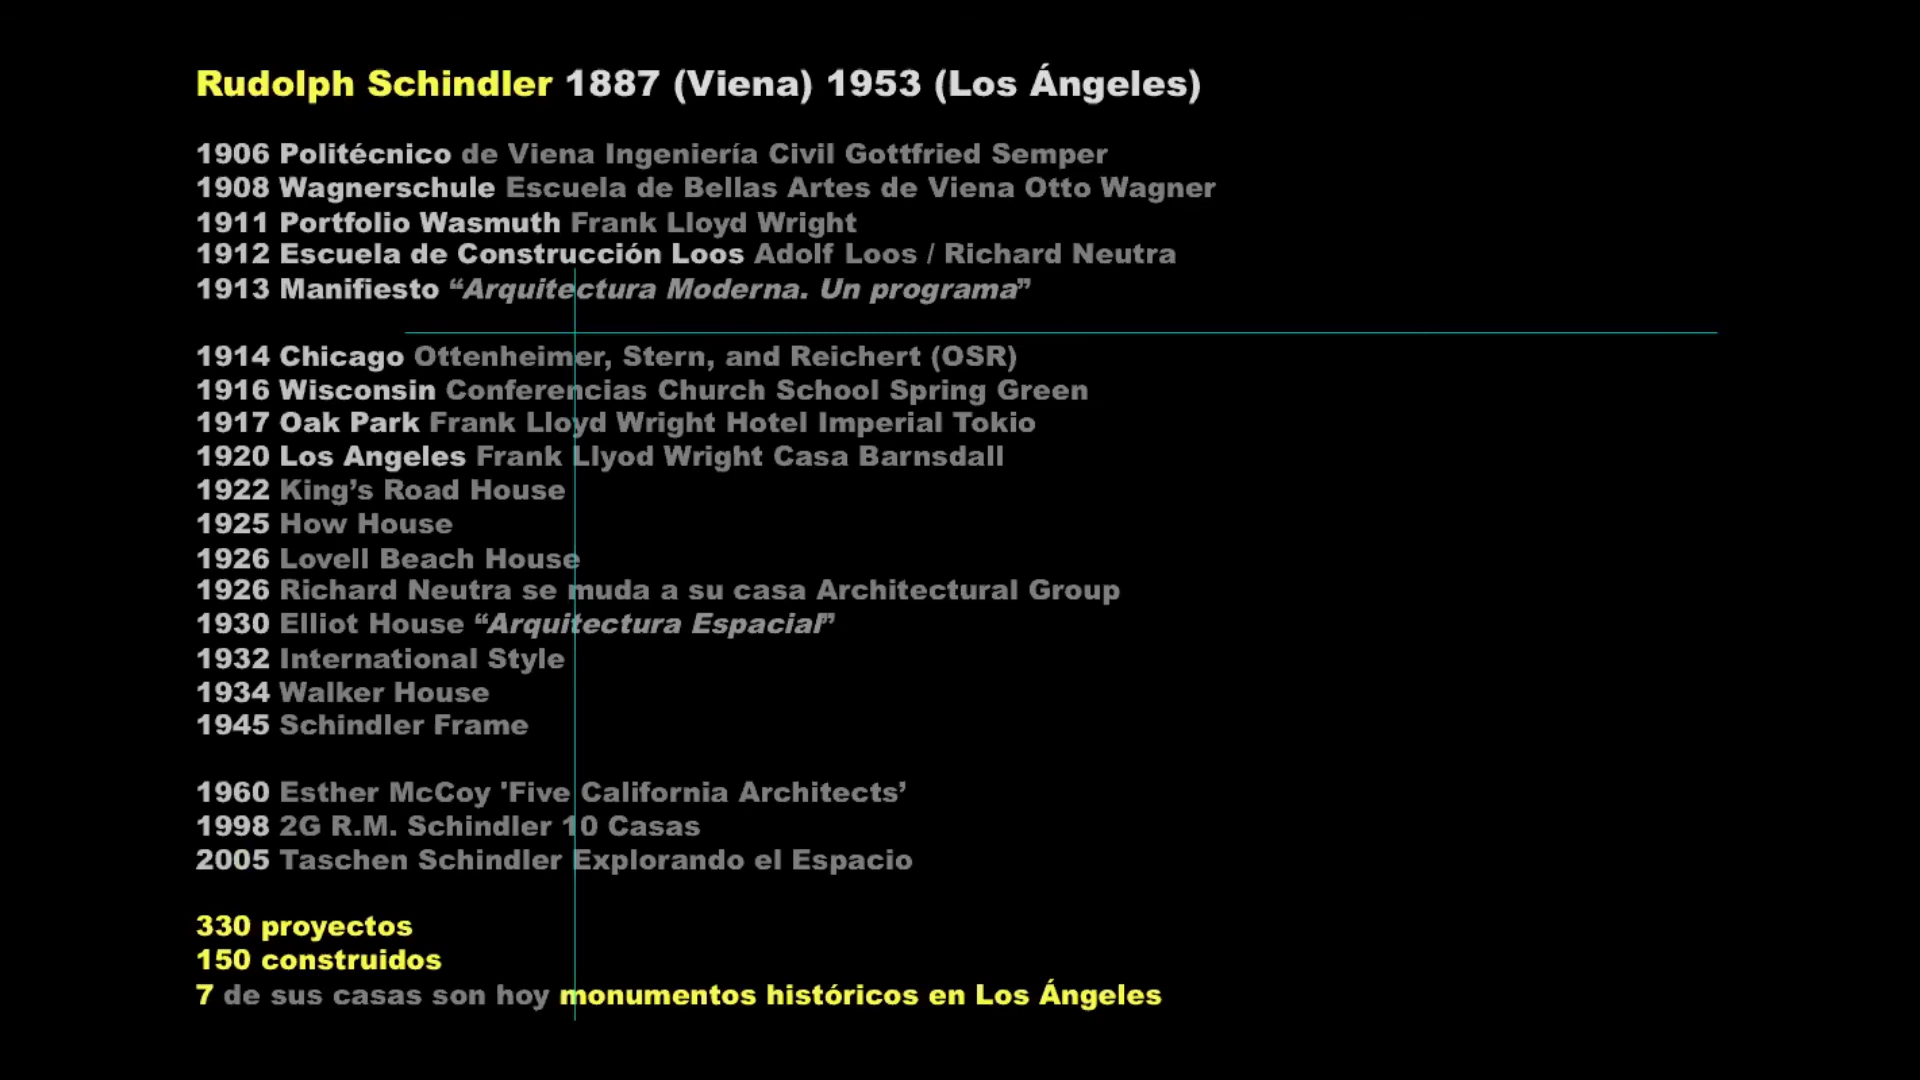 Rudolph Schindler 1887 (Viena) 1953 (Los Ángeles)
1906 Politécnico de Viena Ingeniería Civil Gottfried Semper
1908 Wagnerschule Escuela de Bellas Artes de Viena Otto Wagner
1911 Portfolio Wasmuth Frank Lloyd Wright
1912 Escuela de Construcción Loos Adolf Loos / Richard Neutra
1913 Manifiesto “Arquitectura Moderna. Un programa”
1914 Chicago Ottenheimer, Stern, and Reichert (OSR)
1916 Wisconsin Conferencias Church School Spring Green
1917 Oak Park Frank Lloyd Wright Hotel Imperial Tokio
1920 Los Angeles Frank Llyod Wright Casa Barnsdall
1922 King’s Road House
1925 How House
1926 Lovell Beach House
1926 Richard Neutra se muda a su casa Architectural Group
1930 Elliot House “Arquitectura Espacial”
1932 International Style
1934 Walker House
1945 Schindler Frame
1960 Esther McCoy 'Five California Architects’
1998 2G R.M. Schindler 10 Casas
2005 Taschen Schindler Explorando el Espacio
330 proyectos
150 construidos
7 de sus casas son hoy monumentos históricos en Los Ángeles